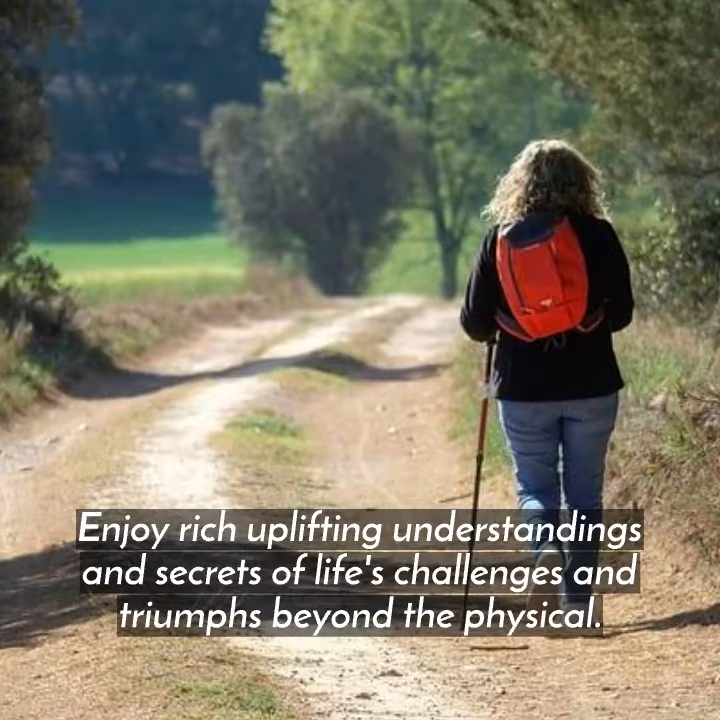 Enjoy rich uplifting understandings
and secrets of life's challenges and
triumphs beyond the physical.